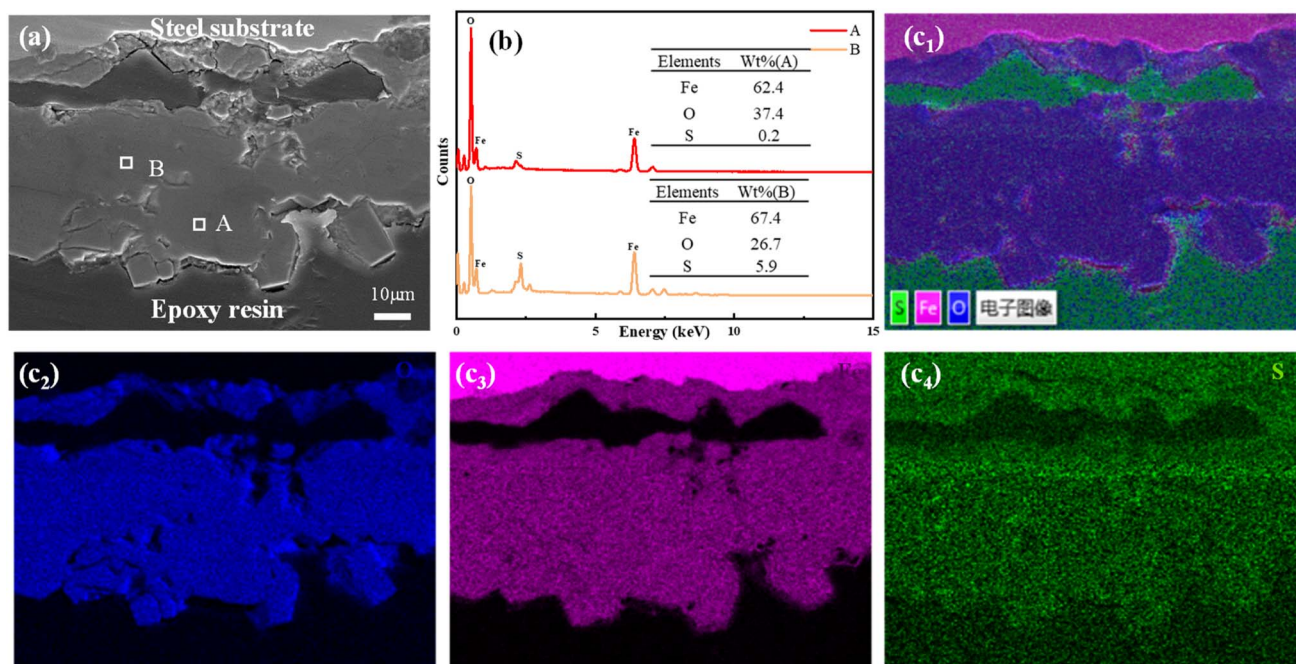 (a)
Steel substrate
B
A
Epoxy resin
10μm
(b)
A
B
O
Fe
S
Fe
Elements Wt%(A)
Fe 62.4
O 37.4
S 0.2
O
Fe
S
Fe
Elements Wt%(B)
Fe 67.4
O 26.7
S 5.9
Counts
0 5 10 15
Energy (keV)
(c₁)
S Fe O 电子图像
(c₂)
O
(c₃)
Fe
(c₄)
S